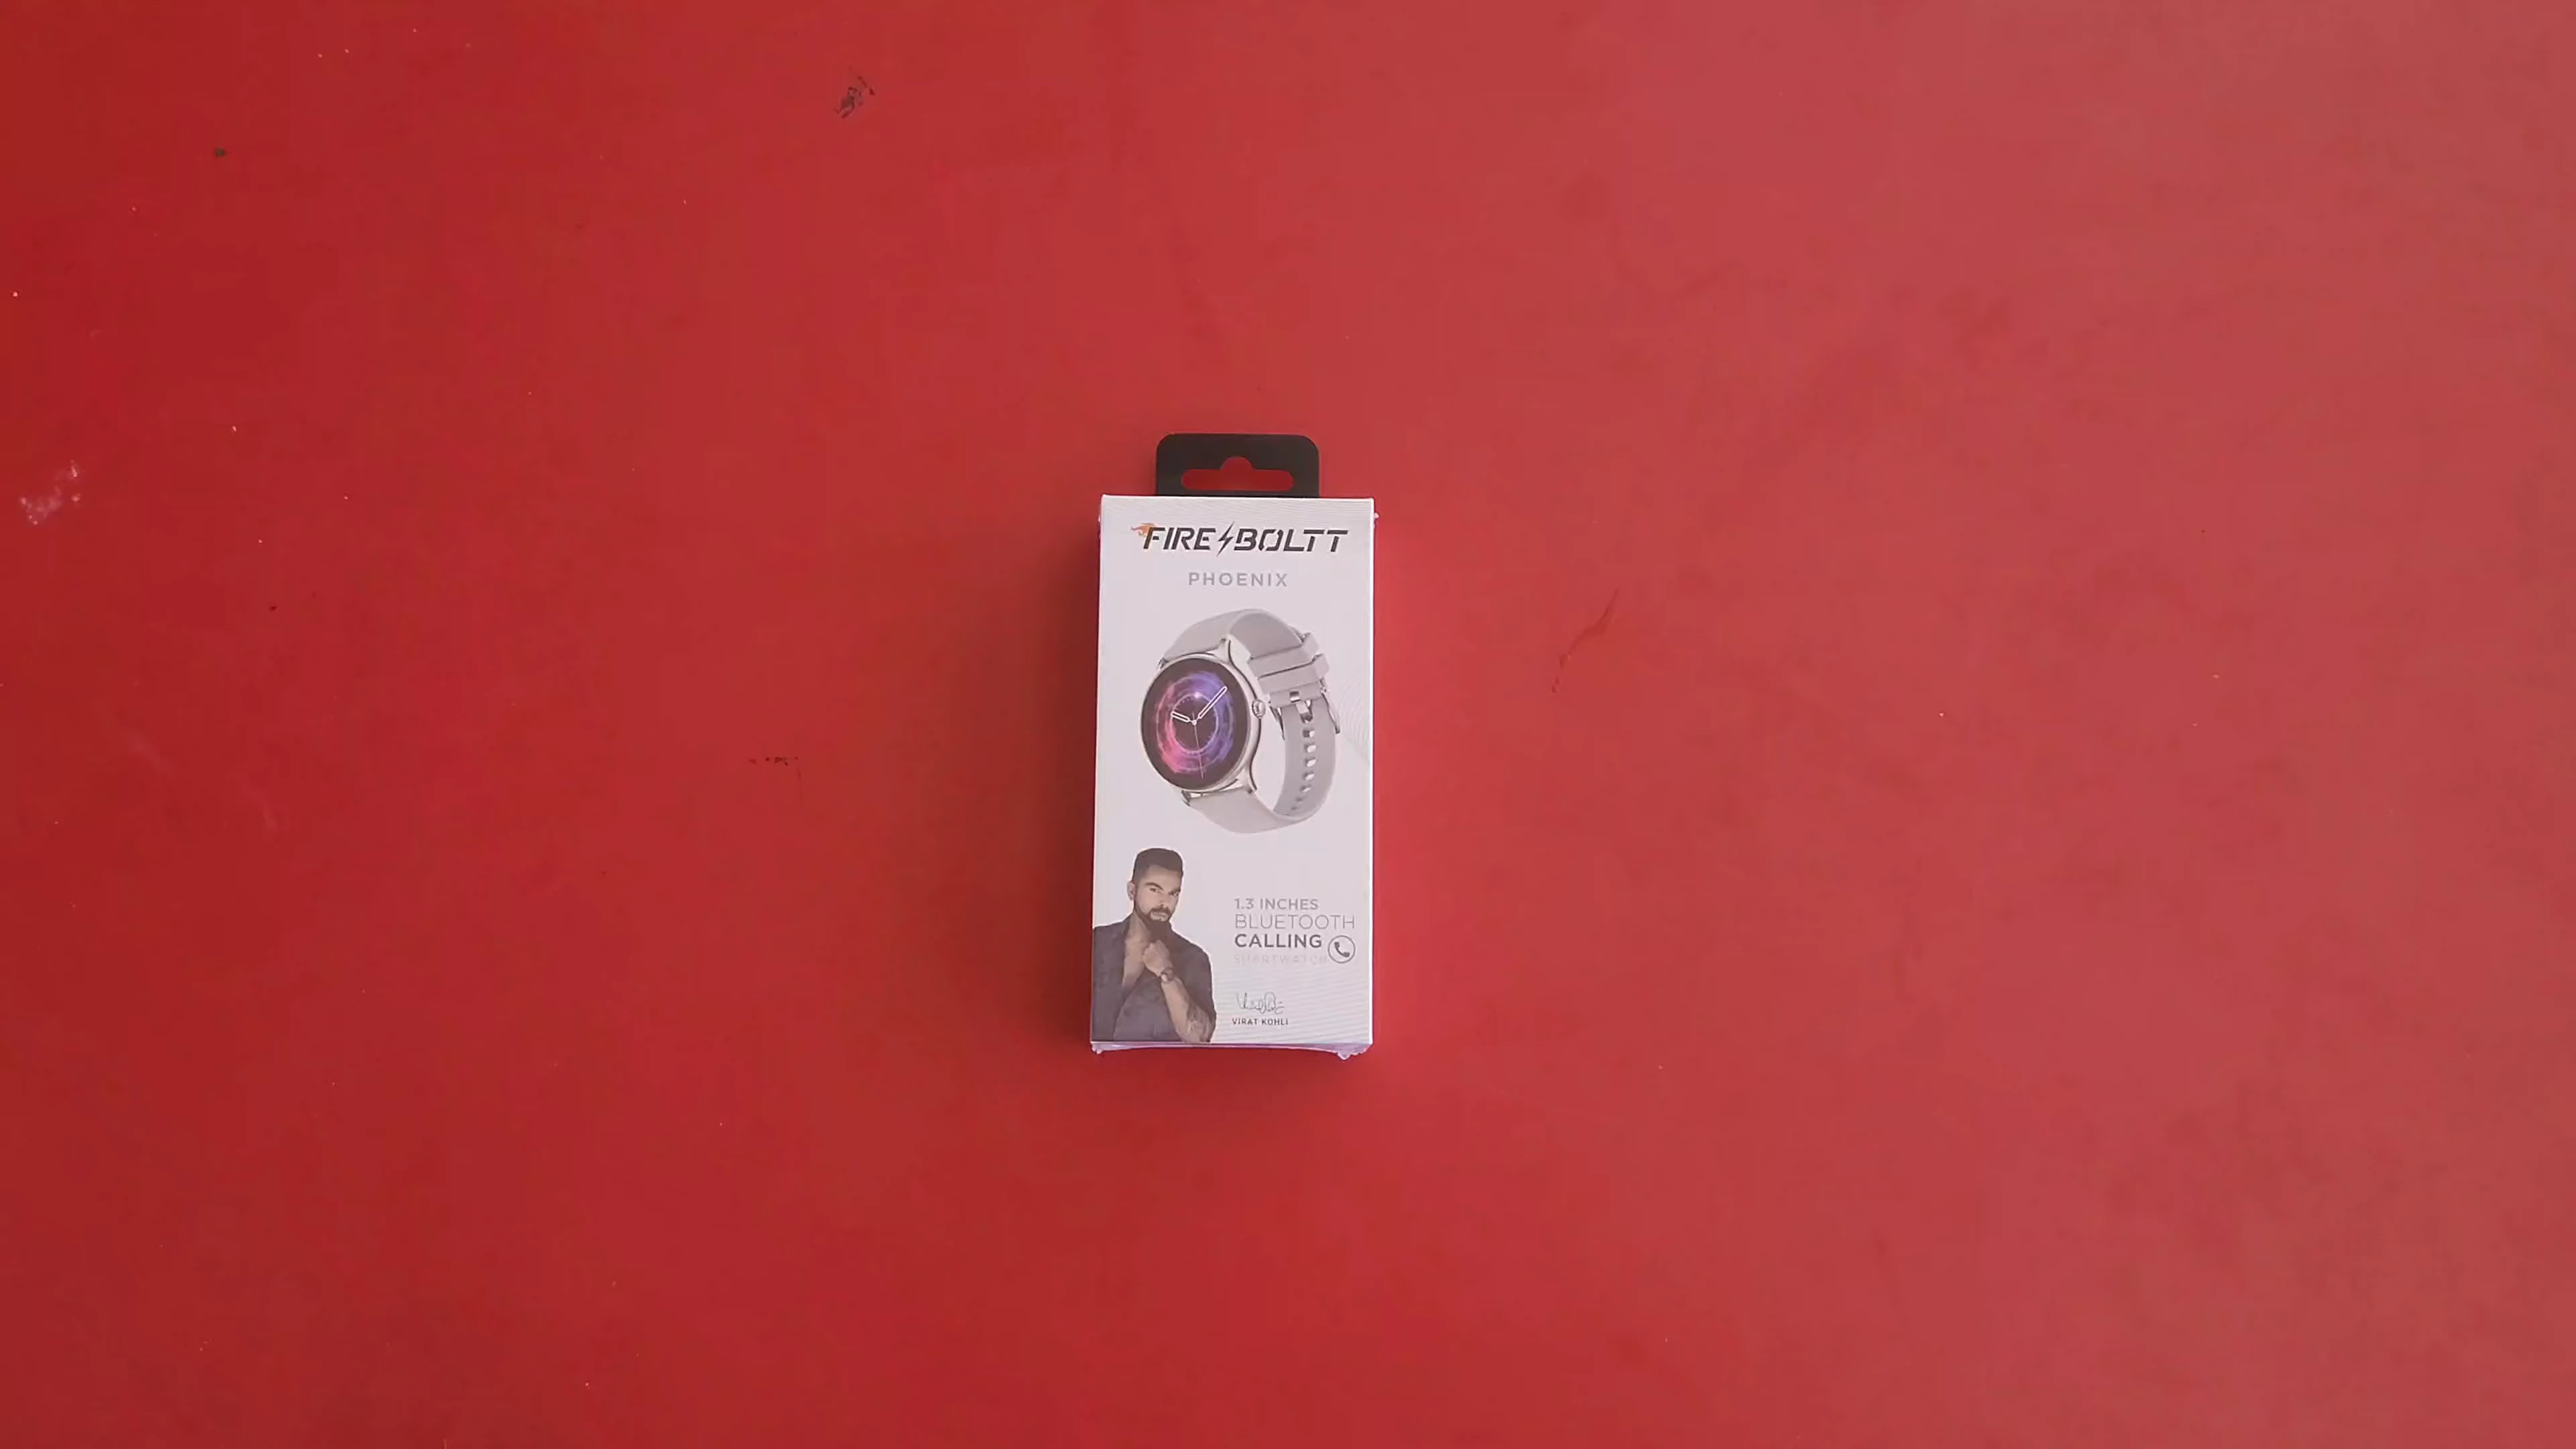 FIRE BOLTT
PHOENIX
1.3 INCHES
BLUETOOTH
CALLING
SMARTWATCH
VIRAT KOHLI